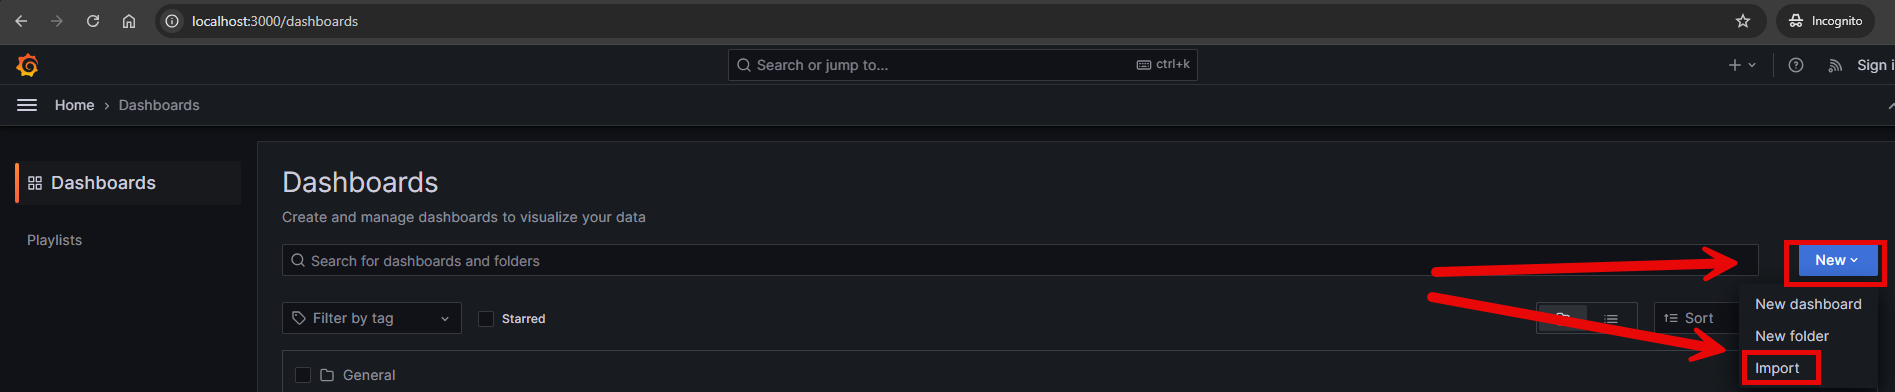 localhost:3000/dashboards
Incognito
Search or jump to...
ctrl+k
Sign i
Home > Dashboards
Dashboards
Playlists
Dashboards
Create and manage dashboards to visualize your data
Search for dashboards and folders
New
Filter by tag
Starred
Sort
New dashboard
New folder
Import
General